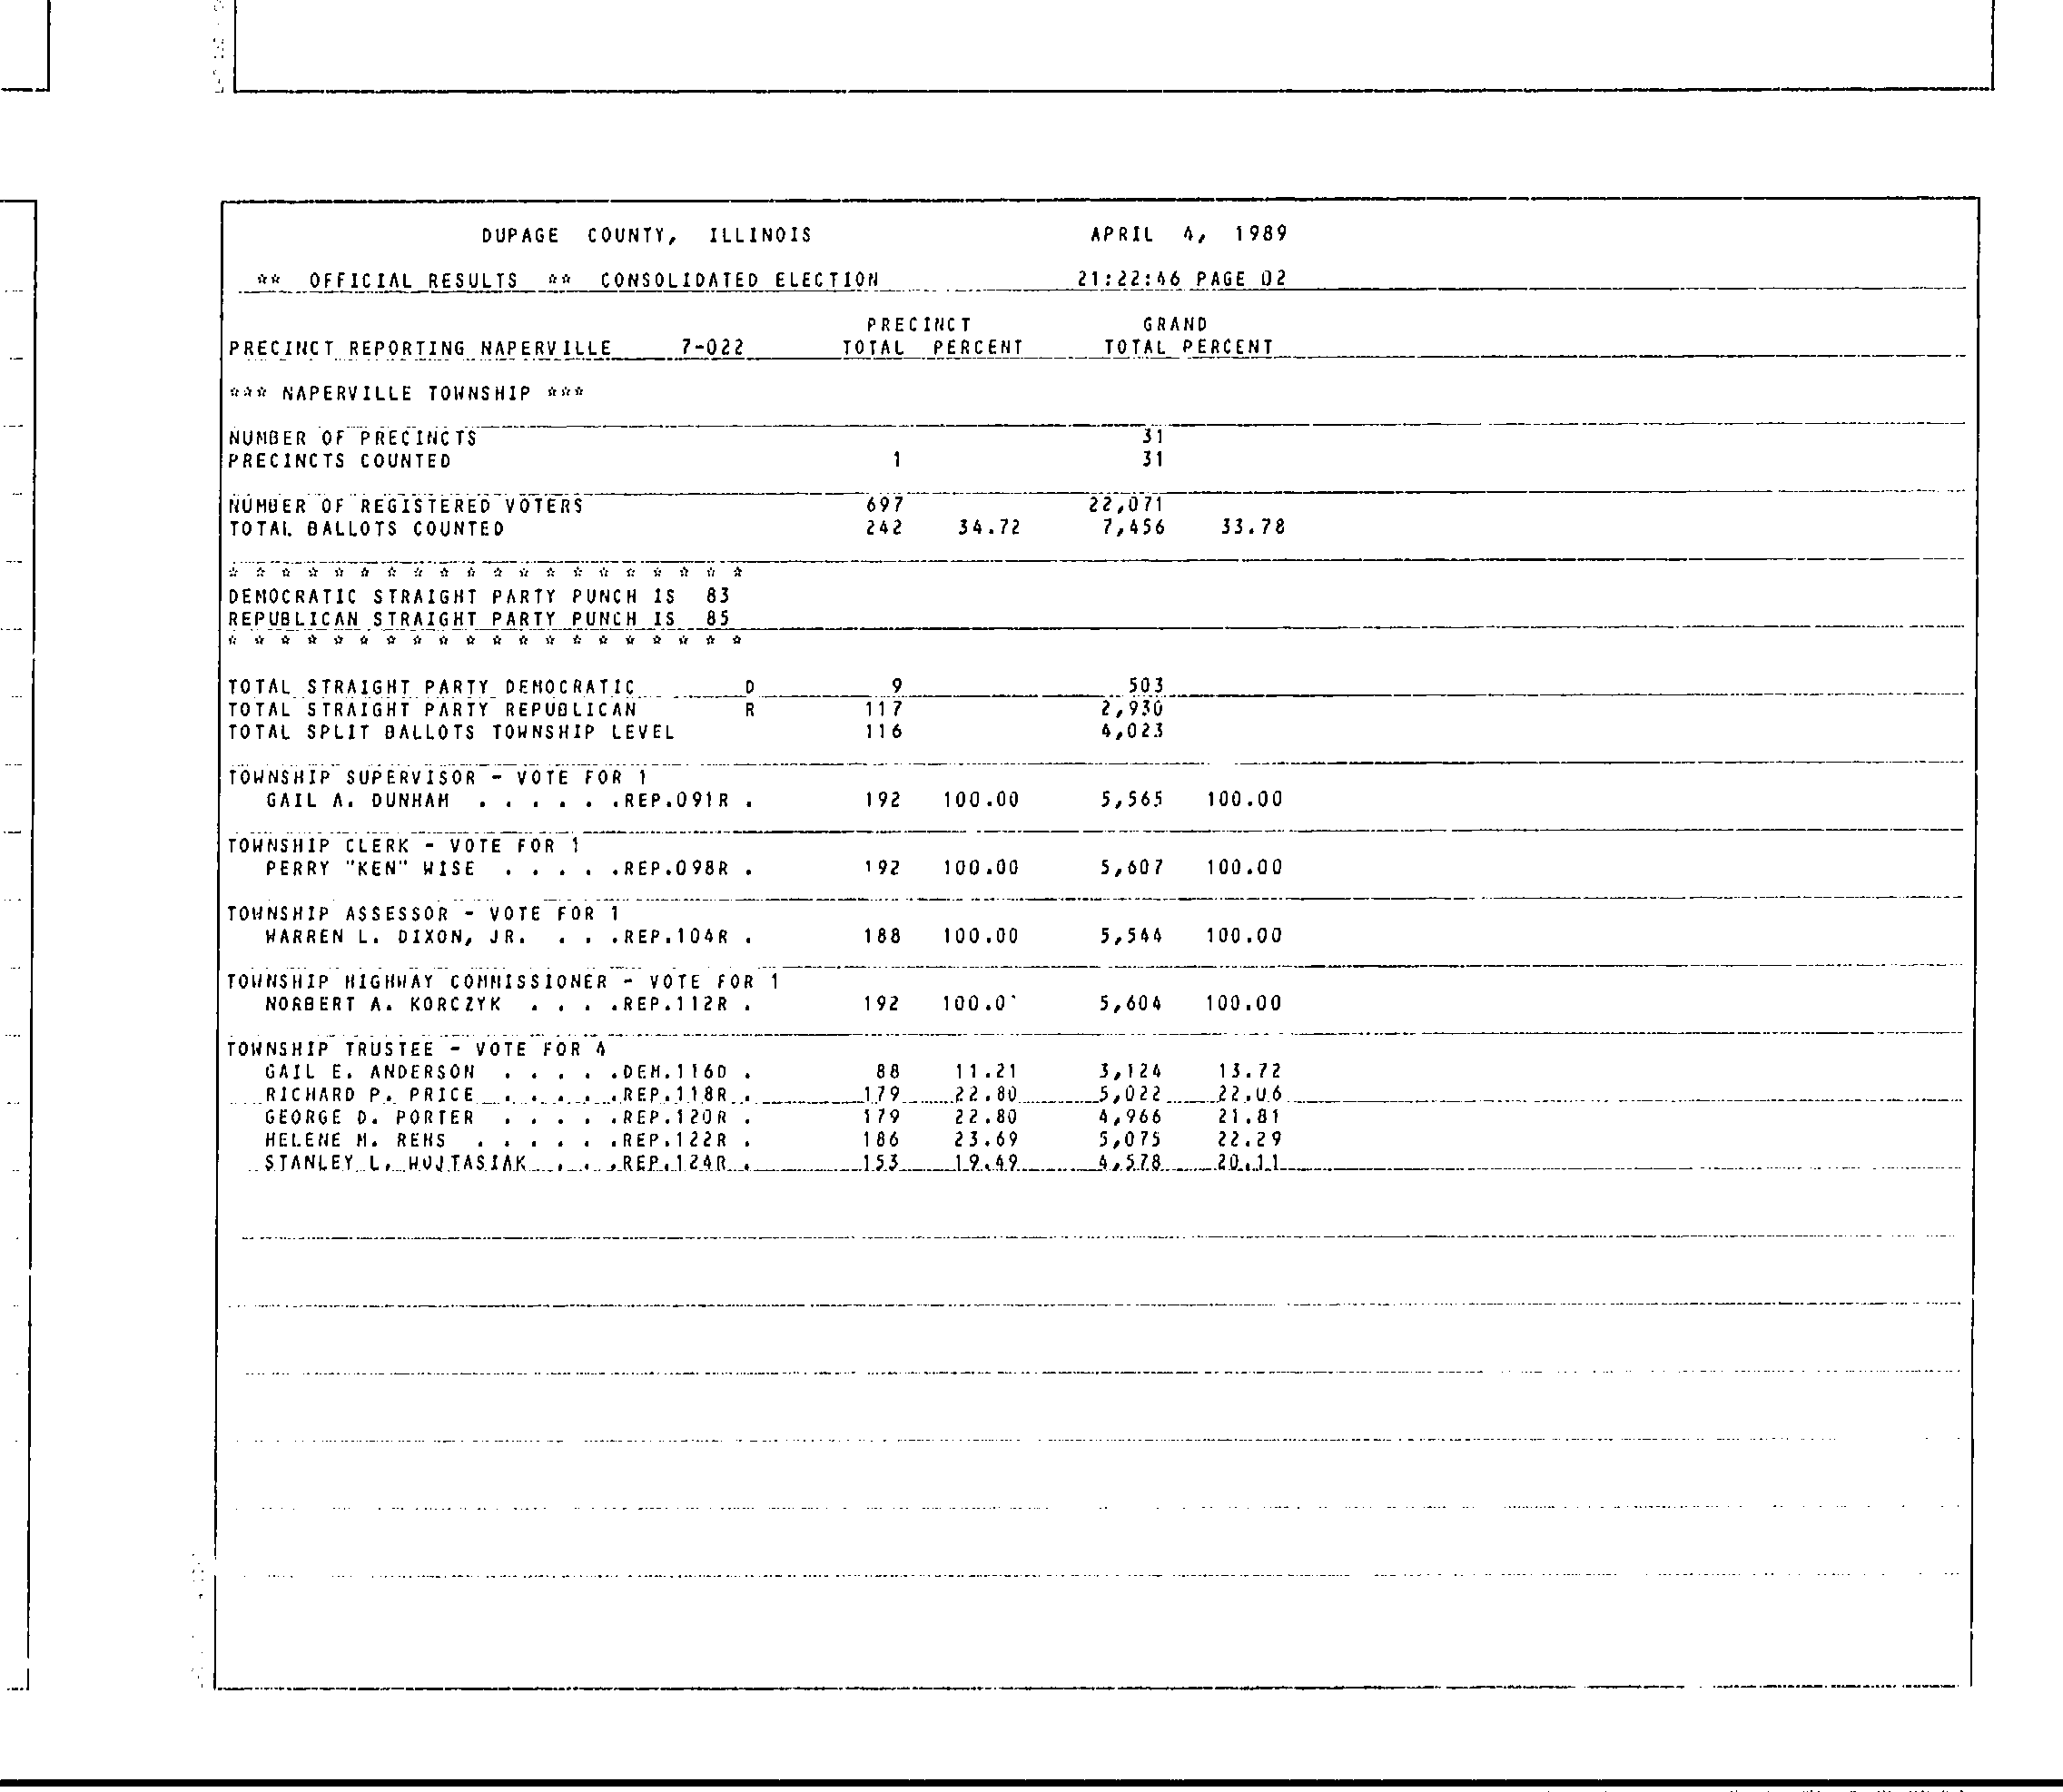 DUPAGE COUNTY, ILLINOIS APRIL 4, 1989
** OFFICIAL RESULTS ** CONSOLIDATED ELECTION 21:22:46 PAGE 02
PRECINCT GRAND
PRECINCT REPORTING NAPERVILLE 7-022 TOTAL PERCENT TOTAL PERCENT
*** NAPERVILLE TOWNSHIP ***
NUMBER OF PRECINCTS 31
PRECINCTS COUNTED 1 31
NUMBER OF REGISTERED VOTERS 697 22,071
TOTAL BALLOTS COUNTED 242 34.72 7,456 33.78
* * * * * * * * * * * * * * * * * * * *
DEMOCRATIC STRAIGHT PARTY PUNCH IS 83
REPUBLICAN STRAIGHT PARTY PUNCH IS 85
* * * * * * * * * * * * * * * * * * * *
TOTAL STRAIGHT PARTY DEMOCRATIC D 9 503
TOTAL STRAIGHT PARTY REPUBLICAN R 117 2,930
TOTAL SPLIT BALLOTS TOWNSHIP LEVEL 116 4,023
TOWNSHIP SUPERVISOR - VOTE FOR 1
GAIL A. DUNHAM . . . . . .REP.091R . 192 100.00 5,565 100.00
TOWNSHIP CLERK - VOTE FOR 1
PERRY "KEN" WISE . . . . .REP.098R . 192 100.00 5,607 100.00
TOWNSHIP ASSESSOR - VOTE FOR 1
WARREN L. DIXON, JR. . . .REP.104R . 188 100.00 5,544 100.00
TOWNSHIP HIGHWAY COMMISSIONER - VOTE FOR 1
NORBERT A. KORCZYK . . . .REP.112R . 192 100.0 5,604 100.00
TOWNSHIP TRUSTEE - VOTE FOR 4
GAIL E. ANDERSON . . . . .DEM.116D . 88 11.21 3,124 13.72
RICHARD P. PRICE . . . . .REP.118R . 179 22.80 5,022 22.06
GEORGE D. PORTER . . . . .REP.120R . 179 22.80 4,966 21.81
HELENE M. REHS . . . . . .REP.122R . 186 23.69 5,075 22.29
STANLEY L. WOJTASIAK . . .REP.124R . 153 19.49 4,578 20.11